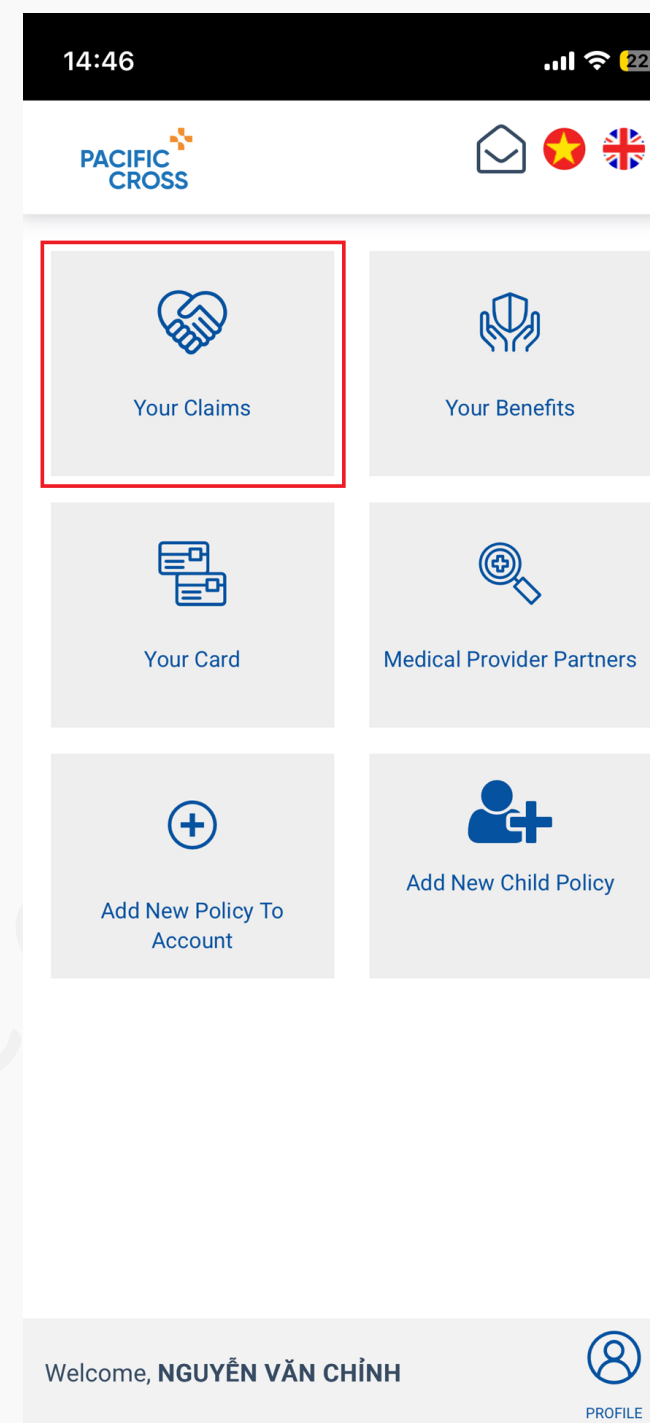 14:46
22
PACIFIC
CROSS
Your Claims
Your Benefits
Your Card
Medical Provider Partners
Add New Policy To
Account
Add New Child Policy
Welcome, NGUYỄN VĂN CHỈNH
PROFILE